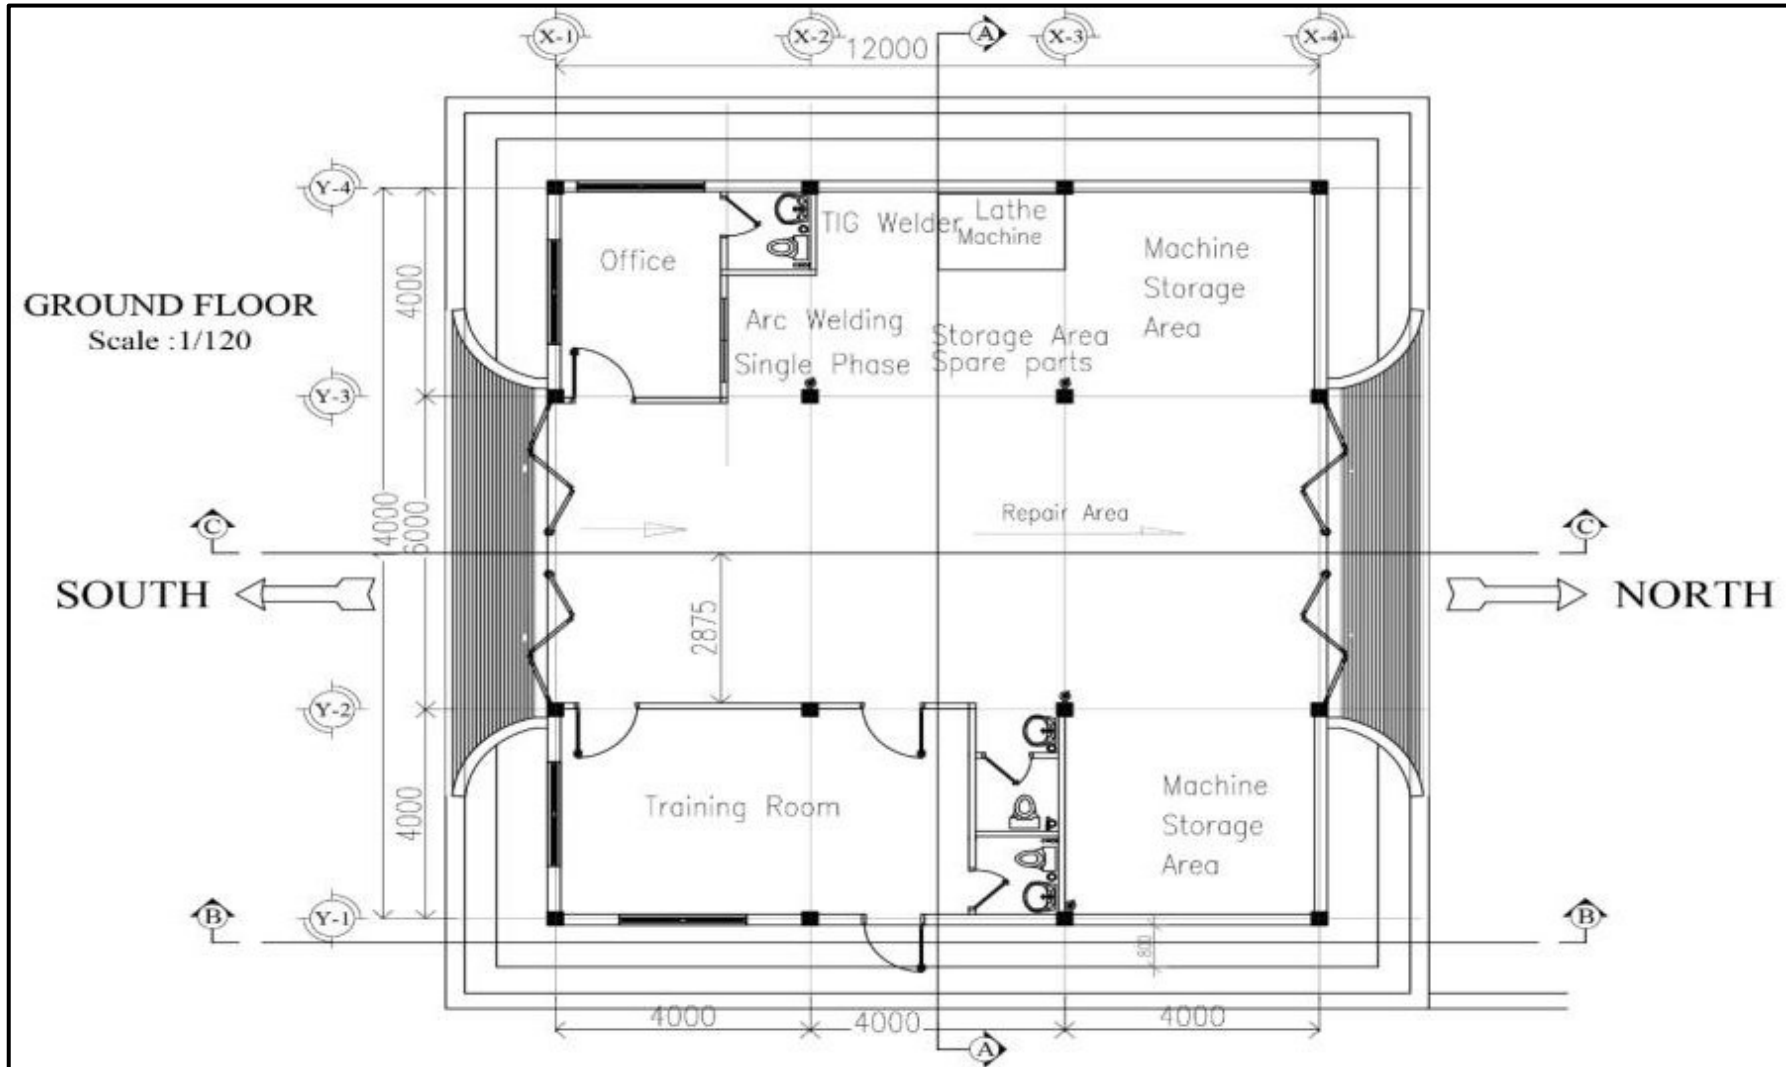 X-1
X-2
A
X-3
X-4
12000
Y-4
TIG Welder
Lathe
Machine
Office
Machine
Storage
Area
4000
GROUND FLOOR
Scale :1/120
Arc Welding
Single Phase
Storage Area
Spare parts
Y-3
14000
6000
Repair Area
C
C
SOUTH
NORTH
2875
Y-2
4000
Training Room
Machine
Storage
Area
B
Y-1
B
800
4000
4000
4000
A